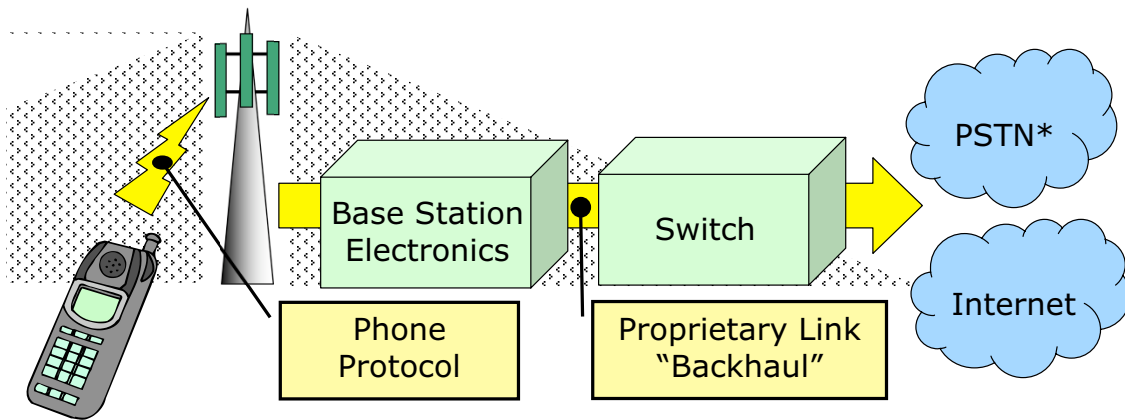 PSTN*
Base Station
Electronics
Switch
Internet
Phone
Protocol
Proprietary Link
“Backhaul”